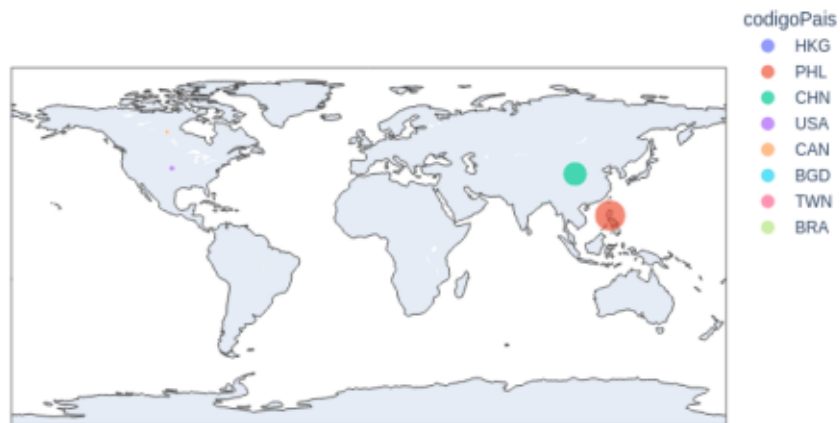 codigoPais
HKG
PHL
CHN
USA
CAN
BGD
TWN
BRA